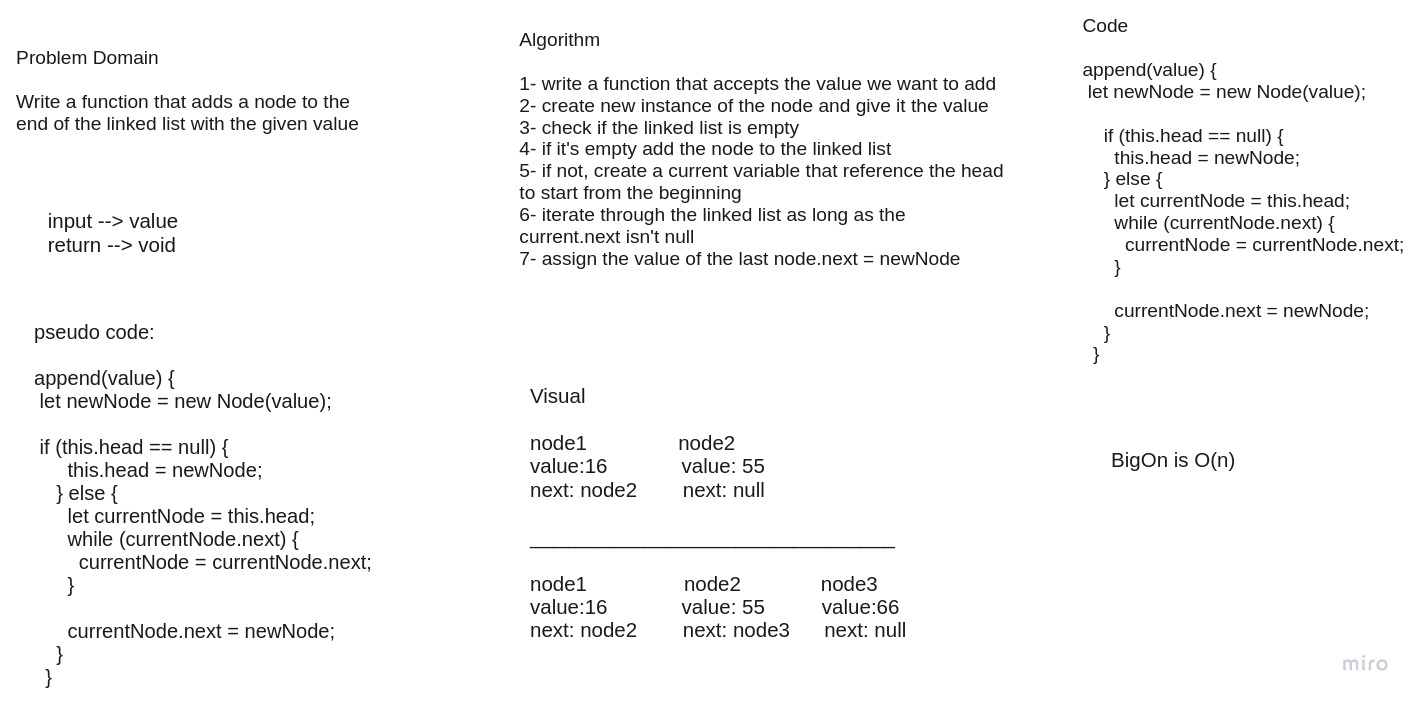 Problem Domain
Write a function that adds a node to the
end of the linked list with the given value
input --> value
return --> void
pseudo code:
append(value) {
let newNode = new Node(value);
if (this.head == null) {
this.head = newNode;
} else {
let currentNode = this.head;
while (currentNode.next) {
currentNode = currentNode.next;
}
currentNode.next = newNode;
}
}
Algorithm
1- write a function that accepts the value we want to add
2- create new instance of the node and give it the value
3- check if the linked list is empty
4- if it's empty add the node to the linked list
5- if not, create a current variable that reference the head
to start from the beginning
6- iterate through the linked list as long as the
current.next isn't null
7- assign the value of the last node.next = newNode
Visual
node1 node2
value:16 value: 55
next: node2 next: null
________________________________
node1 node2 node3
value:16 value: 55 value:66
next: node2 next: node3 next: null
Code
append(value) {
let newNode = new Node(value);
if (this.head == null) {
this.head = newNode;
} else {
let currentNode = this.head;
while (currentNode.next) {
currentNode = currentNode.next;
}
currentNode.next = newNode;
}
}
BigOn is O(n)
miro